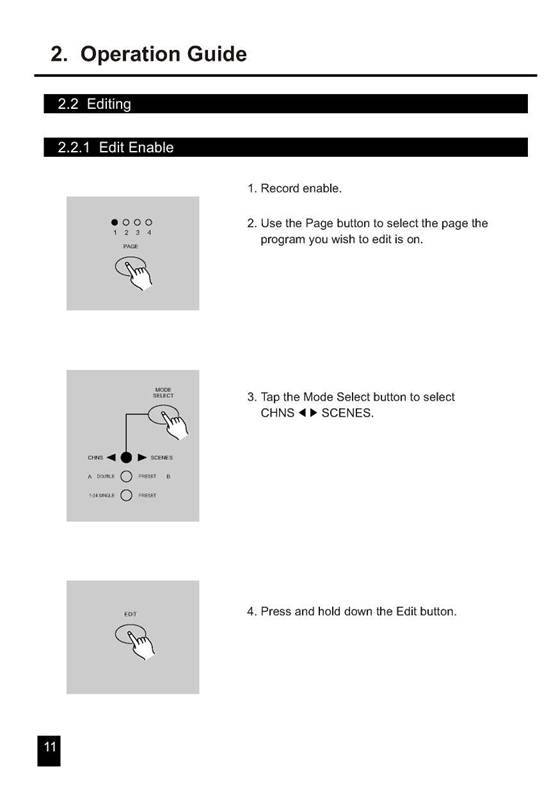 2. Operation Guide
2.2 Editing
2.2.1 Edit Enable
1. Record enable.
2. Use the Page button to select the page the
program you wish to edit is on.
1 2 3 4
PAGE
3. Tap the Mode Select button to select
CHNS ◀ ▶ SCENES.
MODE
SELECT
CHNS ◀ ▶ SCENES
A DOUBLE PRESET B
1-24 SINGLE PRESET
4. Press and hold down the Edit button.
EDIT
11